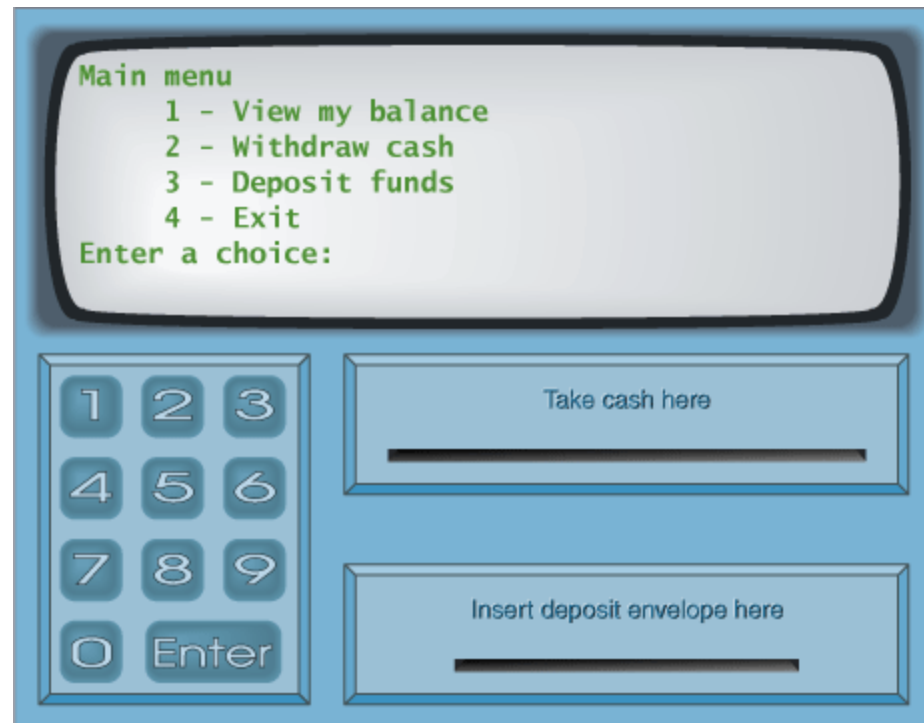 Main menu
1 - View my balance
2 - Withdraw cash
3 - Deposit funds
4 - Exit
Enter a choice:
1 2 3
4 5 6
7 8 9
0 Enter
Take cash here
Insert deposit envelope here